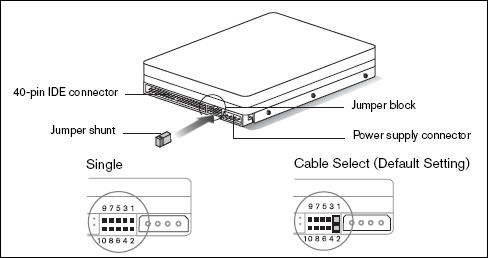 40-pin IDE connector
Jumper block
Jumper shunt
Power supply connector
Single
Cable Select (Default Setting)
9 7 5 3 1
10 8 6 4 2
9 7 5 3 1
10 8 6 4 2